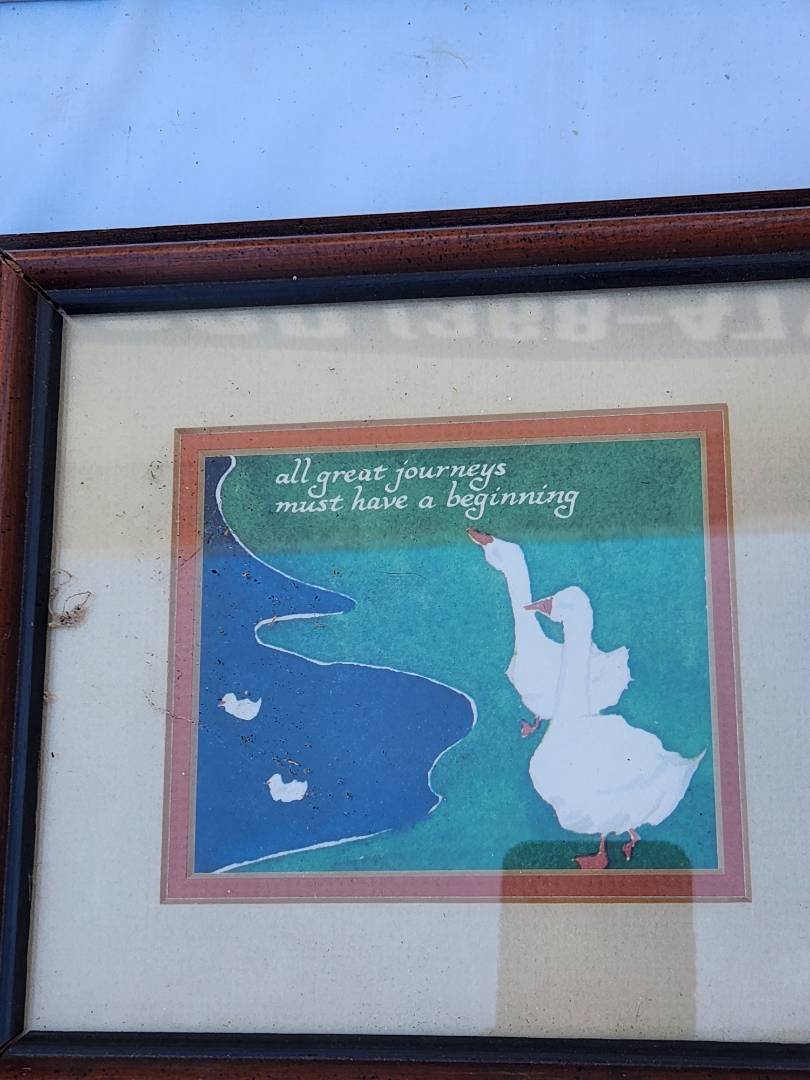 all great journeys
must have a beginning